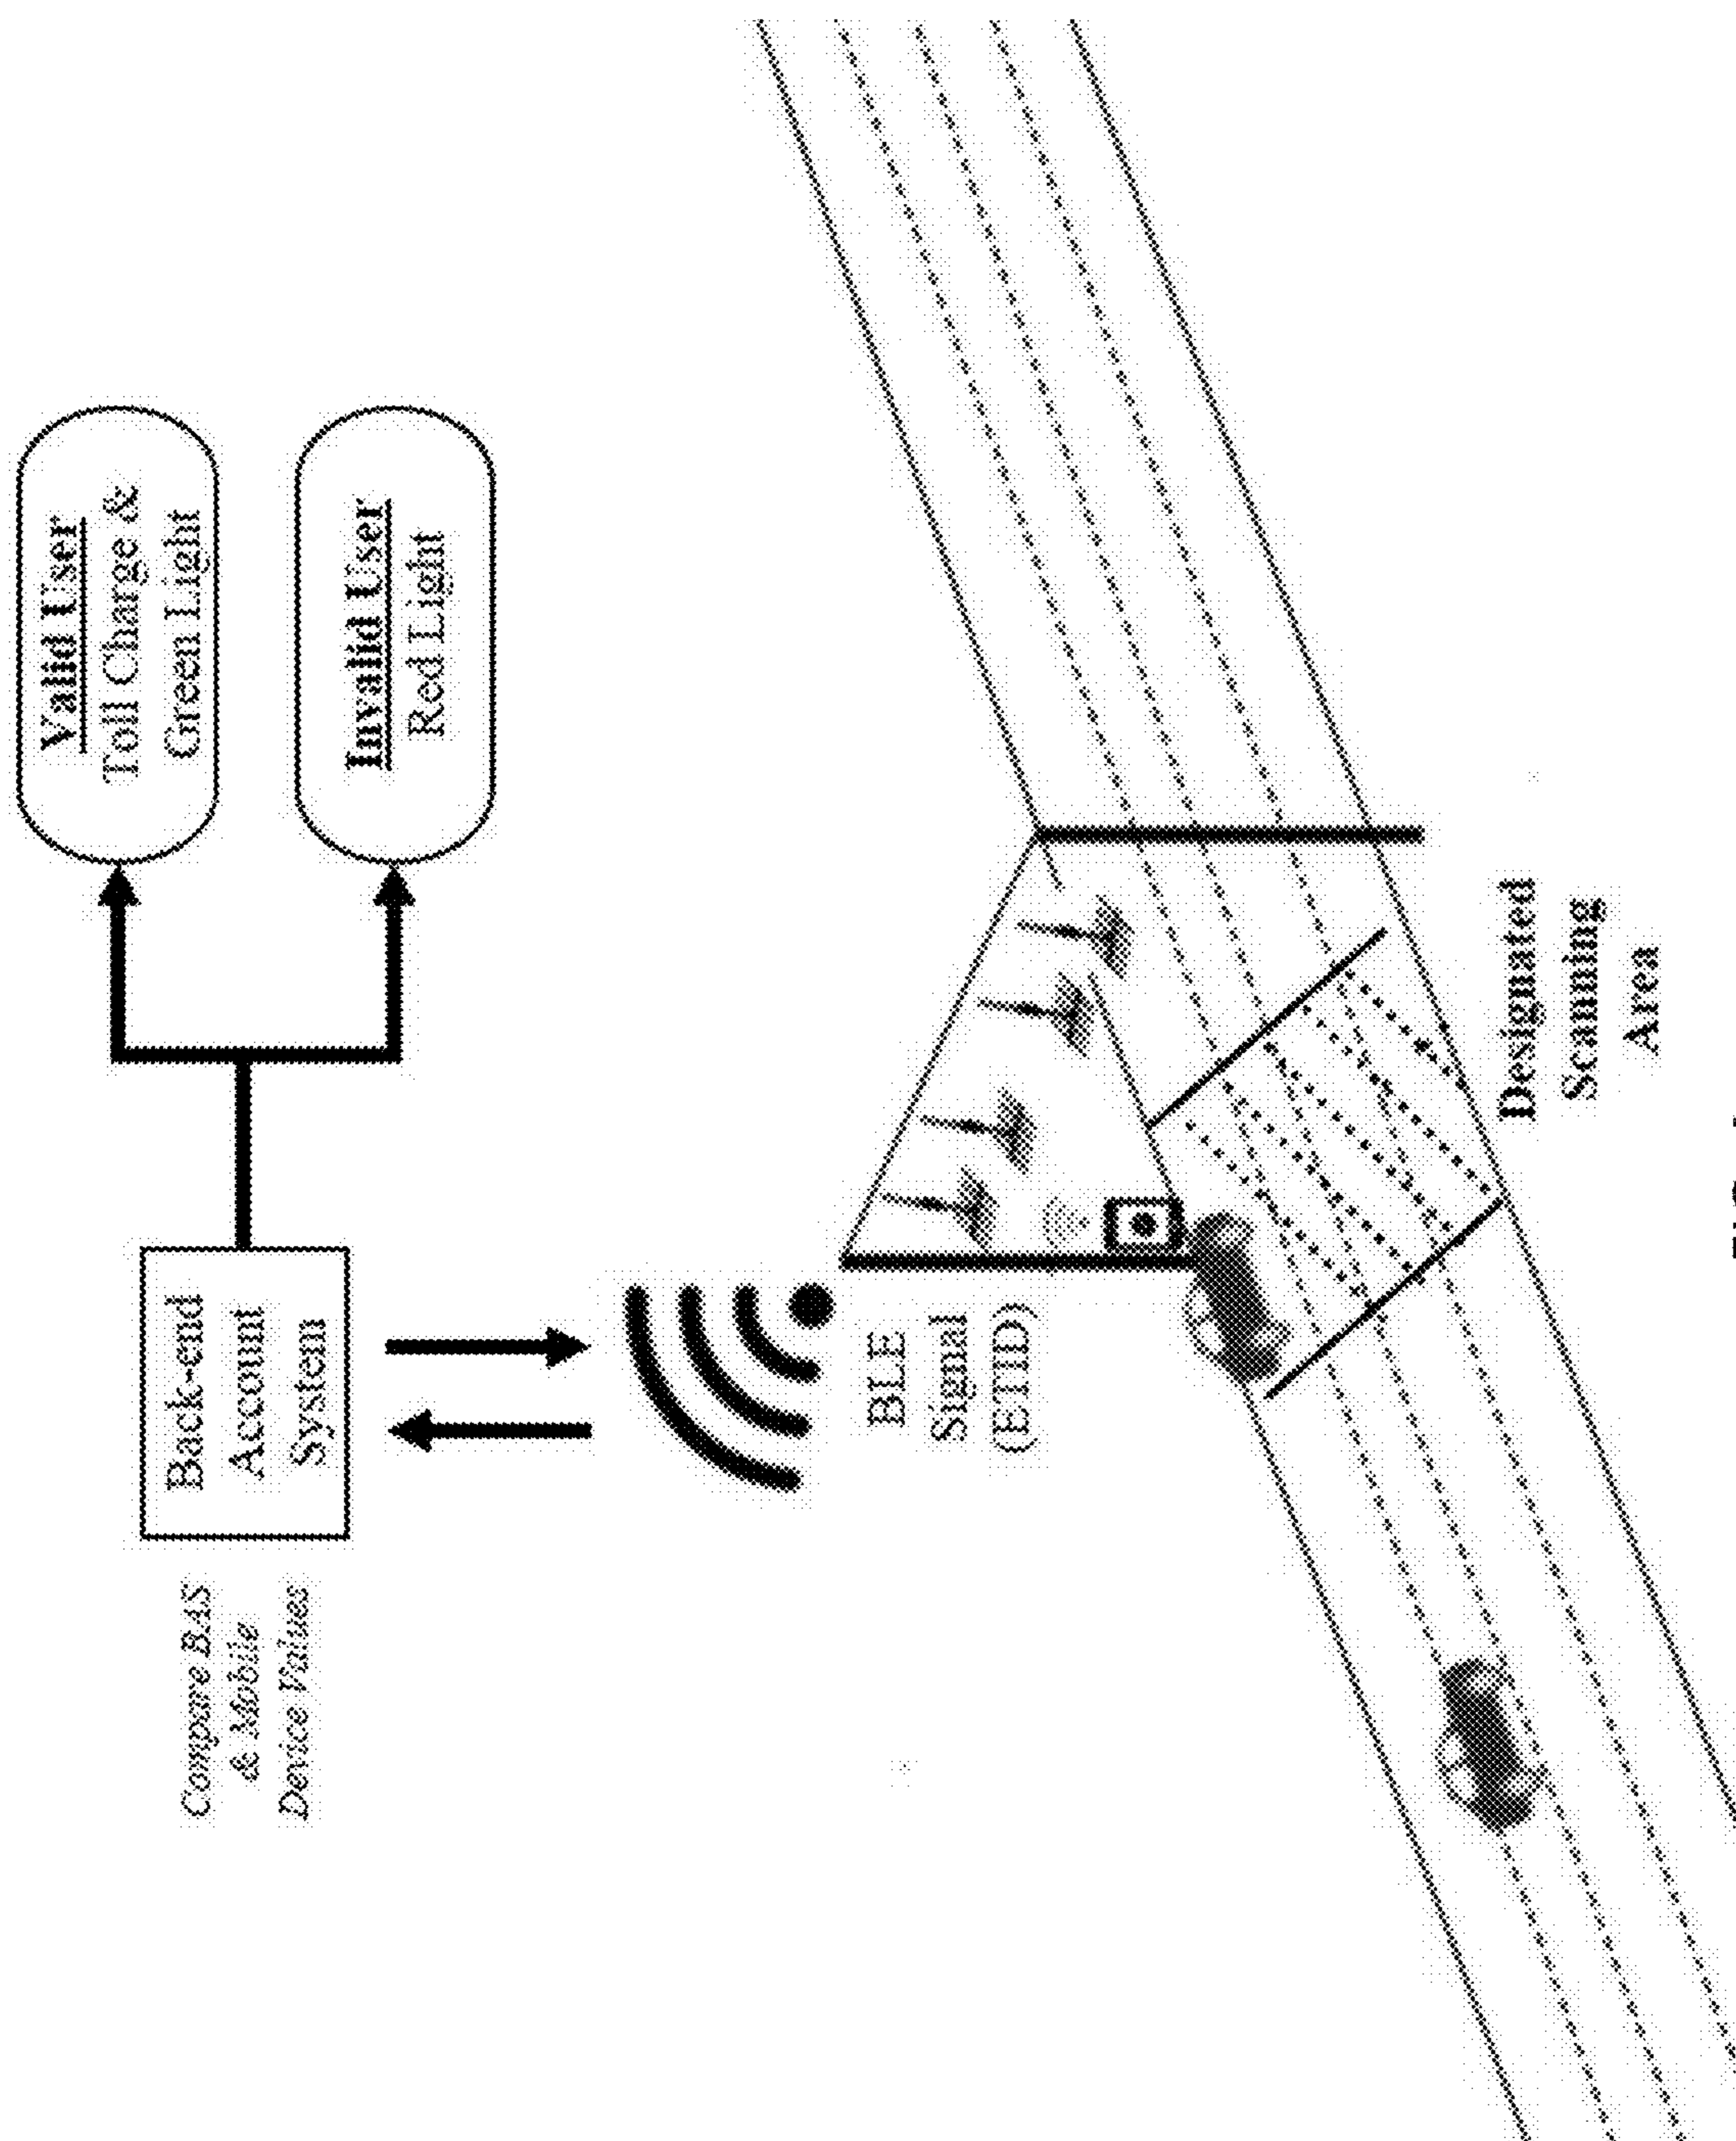 Valid User
Toll Charge &
Green Light
Invalid User
Red Light
Back-end
Account
System
Compare BAS
& Mobile
Device Values
BLE
Signal
(ETID)
Designated
Scanning
Area